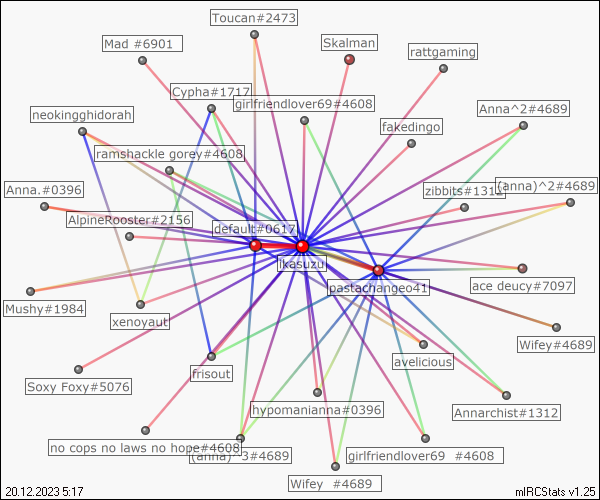 Toucan#2473
Mad #6901
Skalman
rattgaming
Cypha#1717
girlfriendlover69#4608
Anna^2#4689
neokingghidorah
fakedingo
ramshackle gorey#4608
Anna.#0396
zibbits#1312
(anna)^2#4689
AlpineRooster#2156
default#0617
ikasuzu
pastachangeo41
ace deucy#7097
Mushy#1984
xenoyaut
Wifey#4689
avelicious
Soxy Foxy#5076
frisout
hypomanianna#0396
Annarchist#1312
no cops no laws no hope#4608
(anna)^3#4689
girlfriendlover69 #4608
Wifey #4689
20.12.2023 5:17
mIRCStats v1.25